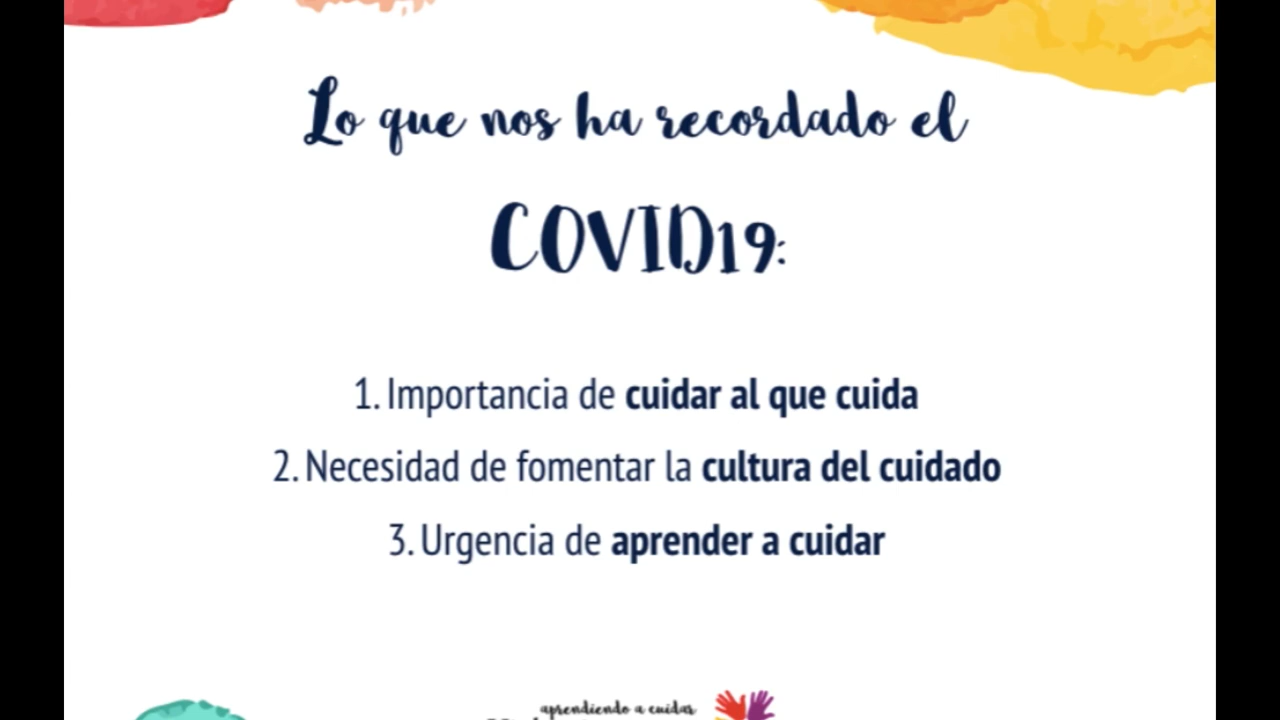 Lo que nos ha recordado el
COVID19:
1. Importancia de cuidar al que cuida
2. Necesidad de fomentar la cultura del cuidado
3. Urgencia de aprender a cuidar
aprendiendo a cuidar